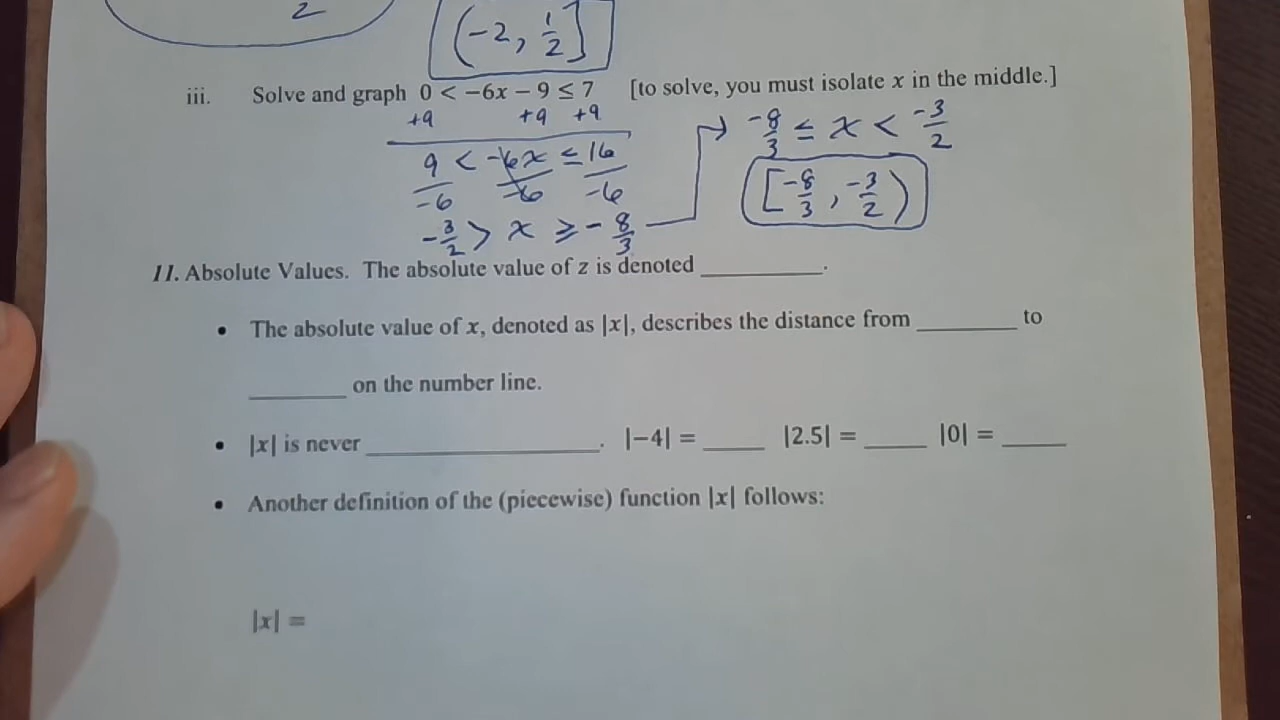 2
(-2, 1/2]
iii. Solve and graph 0 < −6x − 9 ≤ 7 [to solve, you must isolate x in the middle.]
+9 +9 +9
9 < -6x ≤ 16
-6 -6 -6
-3/2 > x ≥ -8/3
-8/3 ≤ x < -3/2
[-8/3, -3/2)
11. Absolute Values. The absolute value of z is denoted __________.
• The absolute value of x, denoted as |x|, describes the distance from ________ to
________ on the number line.
• |x| is never ___________________. |−4| = _____ |2.5| = _____ |0| = _____
• Another definition of the (piecewise) function |x| follows:
|x| =